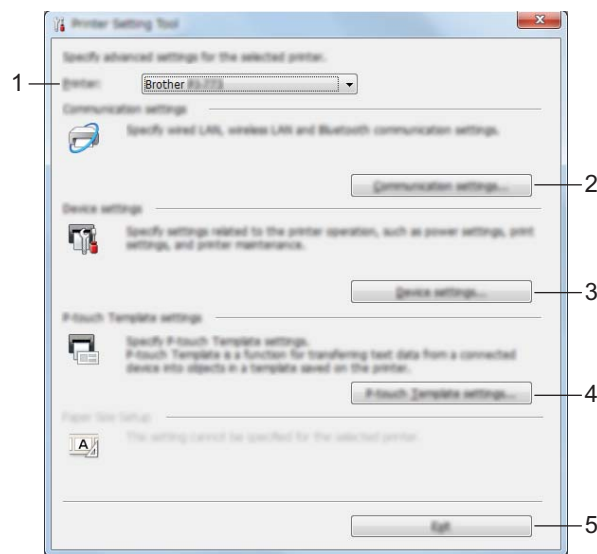 Printer Setting Tool
Specify advanced settings for the selected printer.
1 Printer: Brother
Communication settings
Specify wired LAN, wireless LAN and Bluetooth communication settings.
Communication settings... 2
Device settings
Specify settings related to the printer operation, such as power settings, print
settings, and printer maintenance.
Device settings... 3
P-touch Template settings
Specify P-touch Template settings.
P-touch Template is a function for transferring text data from a connected
device into objects in a template saved on the printer.
P-touch Template settings... 4
Paper Size Setup
The setting cannot be specified for the selected printer.
A
Exit 5